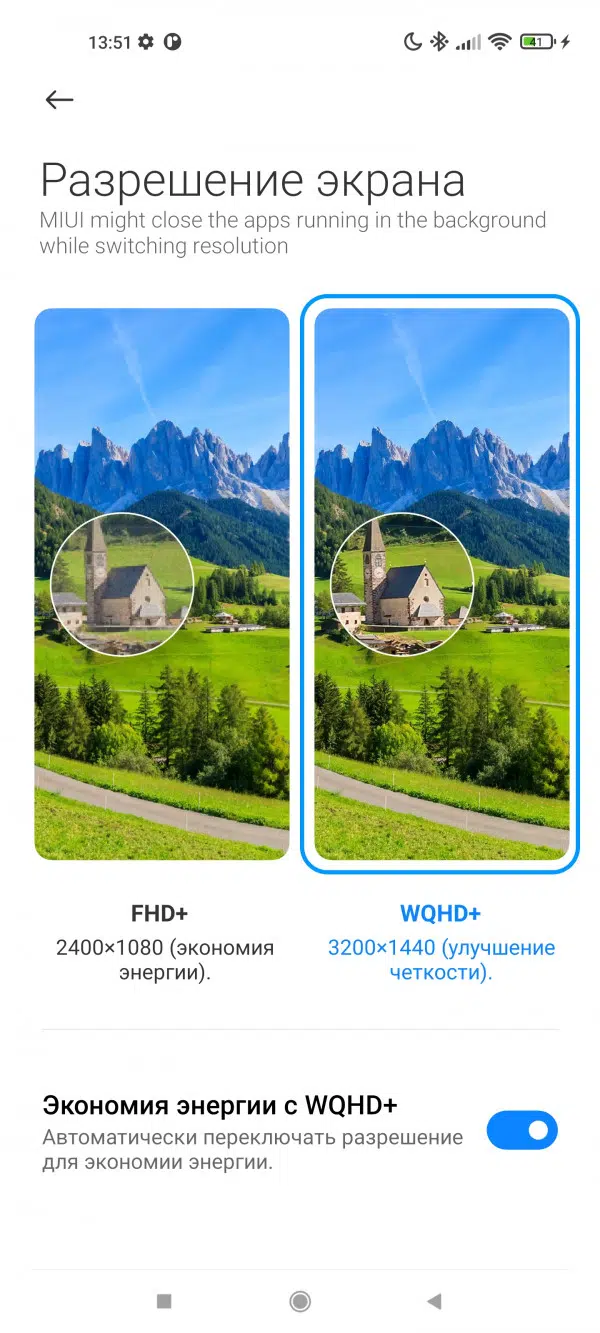 13:51
41
Разрешение экрана
MIUI might close the apps running in the background
while switching resolution
FHD+
2400×1080 (экономия
энергии).
WQHD+
3200×1440 (улучшение
четкости).
Экономия энергии с WQHD+
Автоматически переключать разрешение
для экономии энергии.